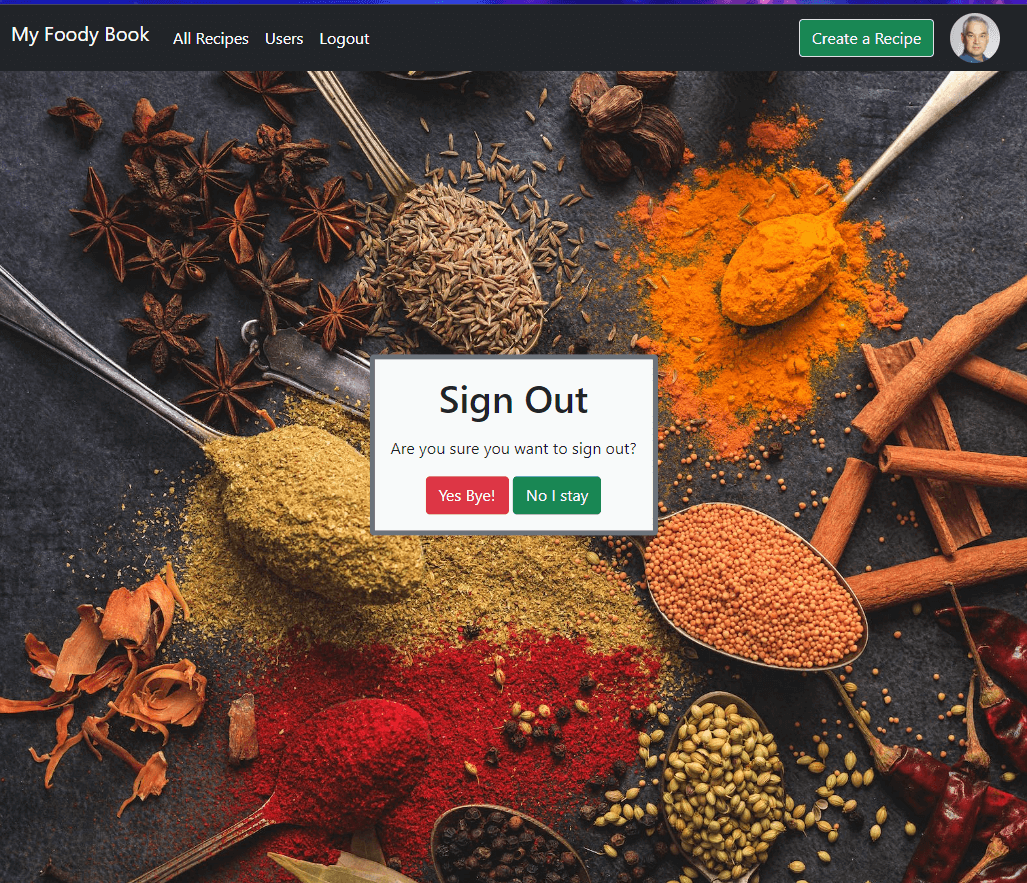 My Foody Book All Recipes Users Logout Create a Recipe
Sign Out
Are you sure you want to sign out?
Yes Bye! No I stay